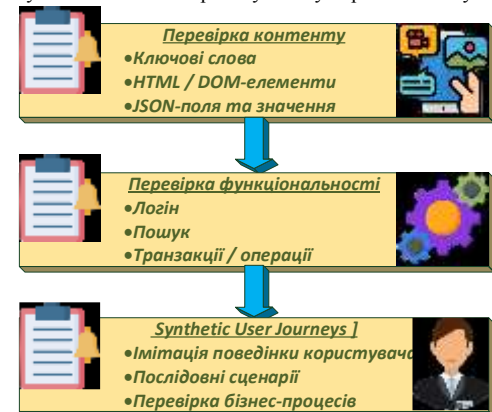 Перевірка контенту
•Ключові слова
•HTML / DOM-елементи
•JSON-поля та значення
Перевірка функціональності
•Логін
•Пошук
•Транзакції / операції
Synthetic User Journeys ]
•Імітація поведінки користувача
•Послідовні сценарії
•Перевірка бізнес-процесів